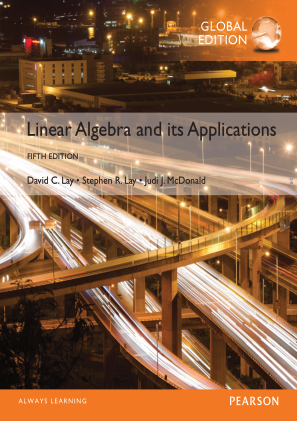 GLOBAL
EDITION
Linear Algebra and its Applications
FIFTH EDITION
David C. Lay • Stephen R. Lay • Judi J. McDonald
ALWAYS LEARNING
PEARSON